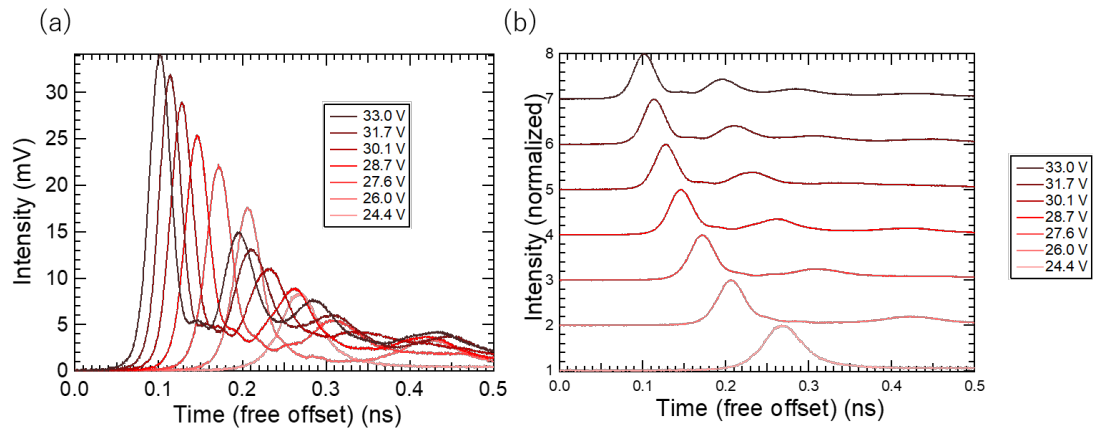 (a)
(b)
Intensity (mV)
30
25
20
15
10
5
0
33.0 V
31.7 V
30.1 V
28.7 V
27.6 V
26.0 V
24.4 V
0.0 0.1 0.2 0.3 0.4 0.5
Time (free offset) (ns)
Intensity (normalized)
8
7
6
5
4
3
2
1
0.0 0.1 0.2 0.3 0.4 0.5
Time (free offset) (ns)
33.0 V
31.7 V
30.1 V
28.7 V
27.6 V
26.0 V
24.4 V